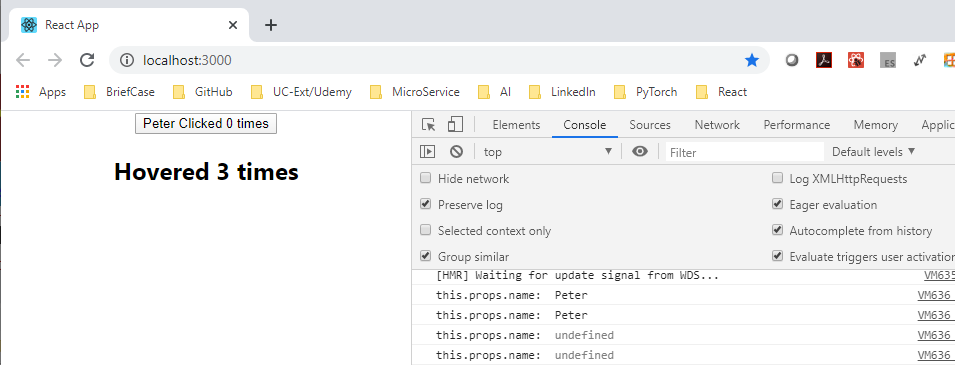 React App
localhost:3000
Apps BriefCase GitHub UC-Ext/Udemy MicroService AI LinkedIn PyTorch React
Peter Clicked 0 times
Hovered 3 times
Elements Console Sources Network Performance Memory Applic
top Filter Default levels
Hide network Log XMLHttpRequests
Preserve log Eager evaluation
Selected context only Autocomplete from history
Group similar Evaluate triggers user activation
[HMR] Waiting for update signal from WDS... VM635
this.props.name: Peter VM636
this.props.name: Peter VM636
this.props.name: undefined VM636
this.props.name: undefined VM636